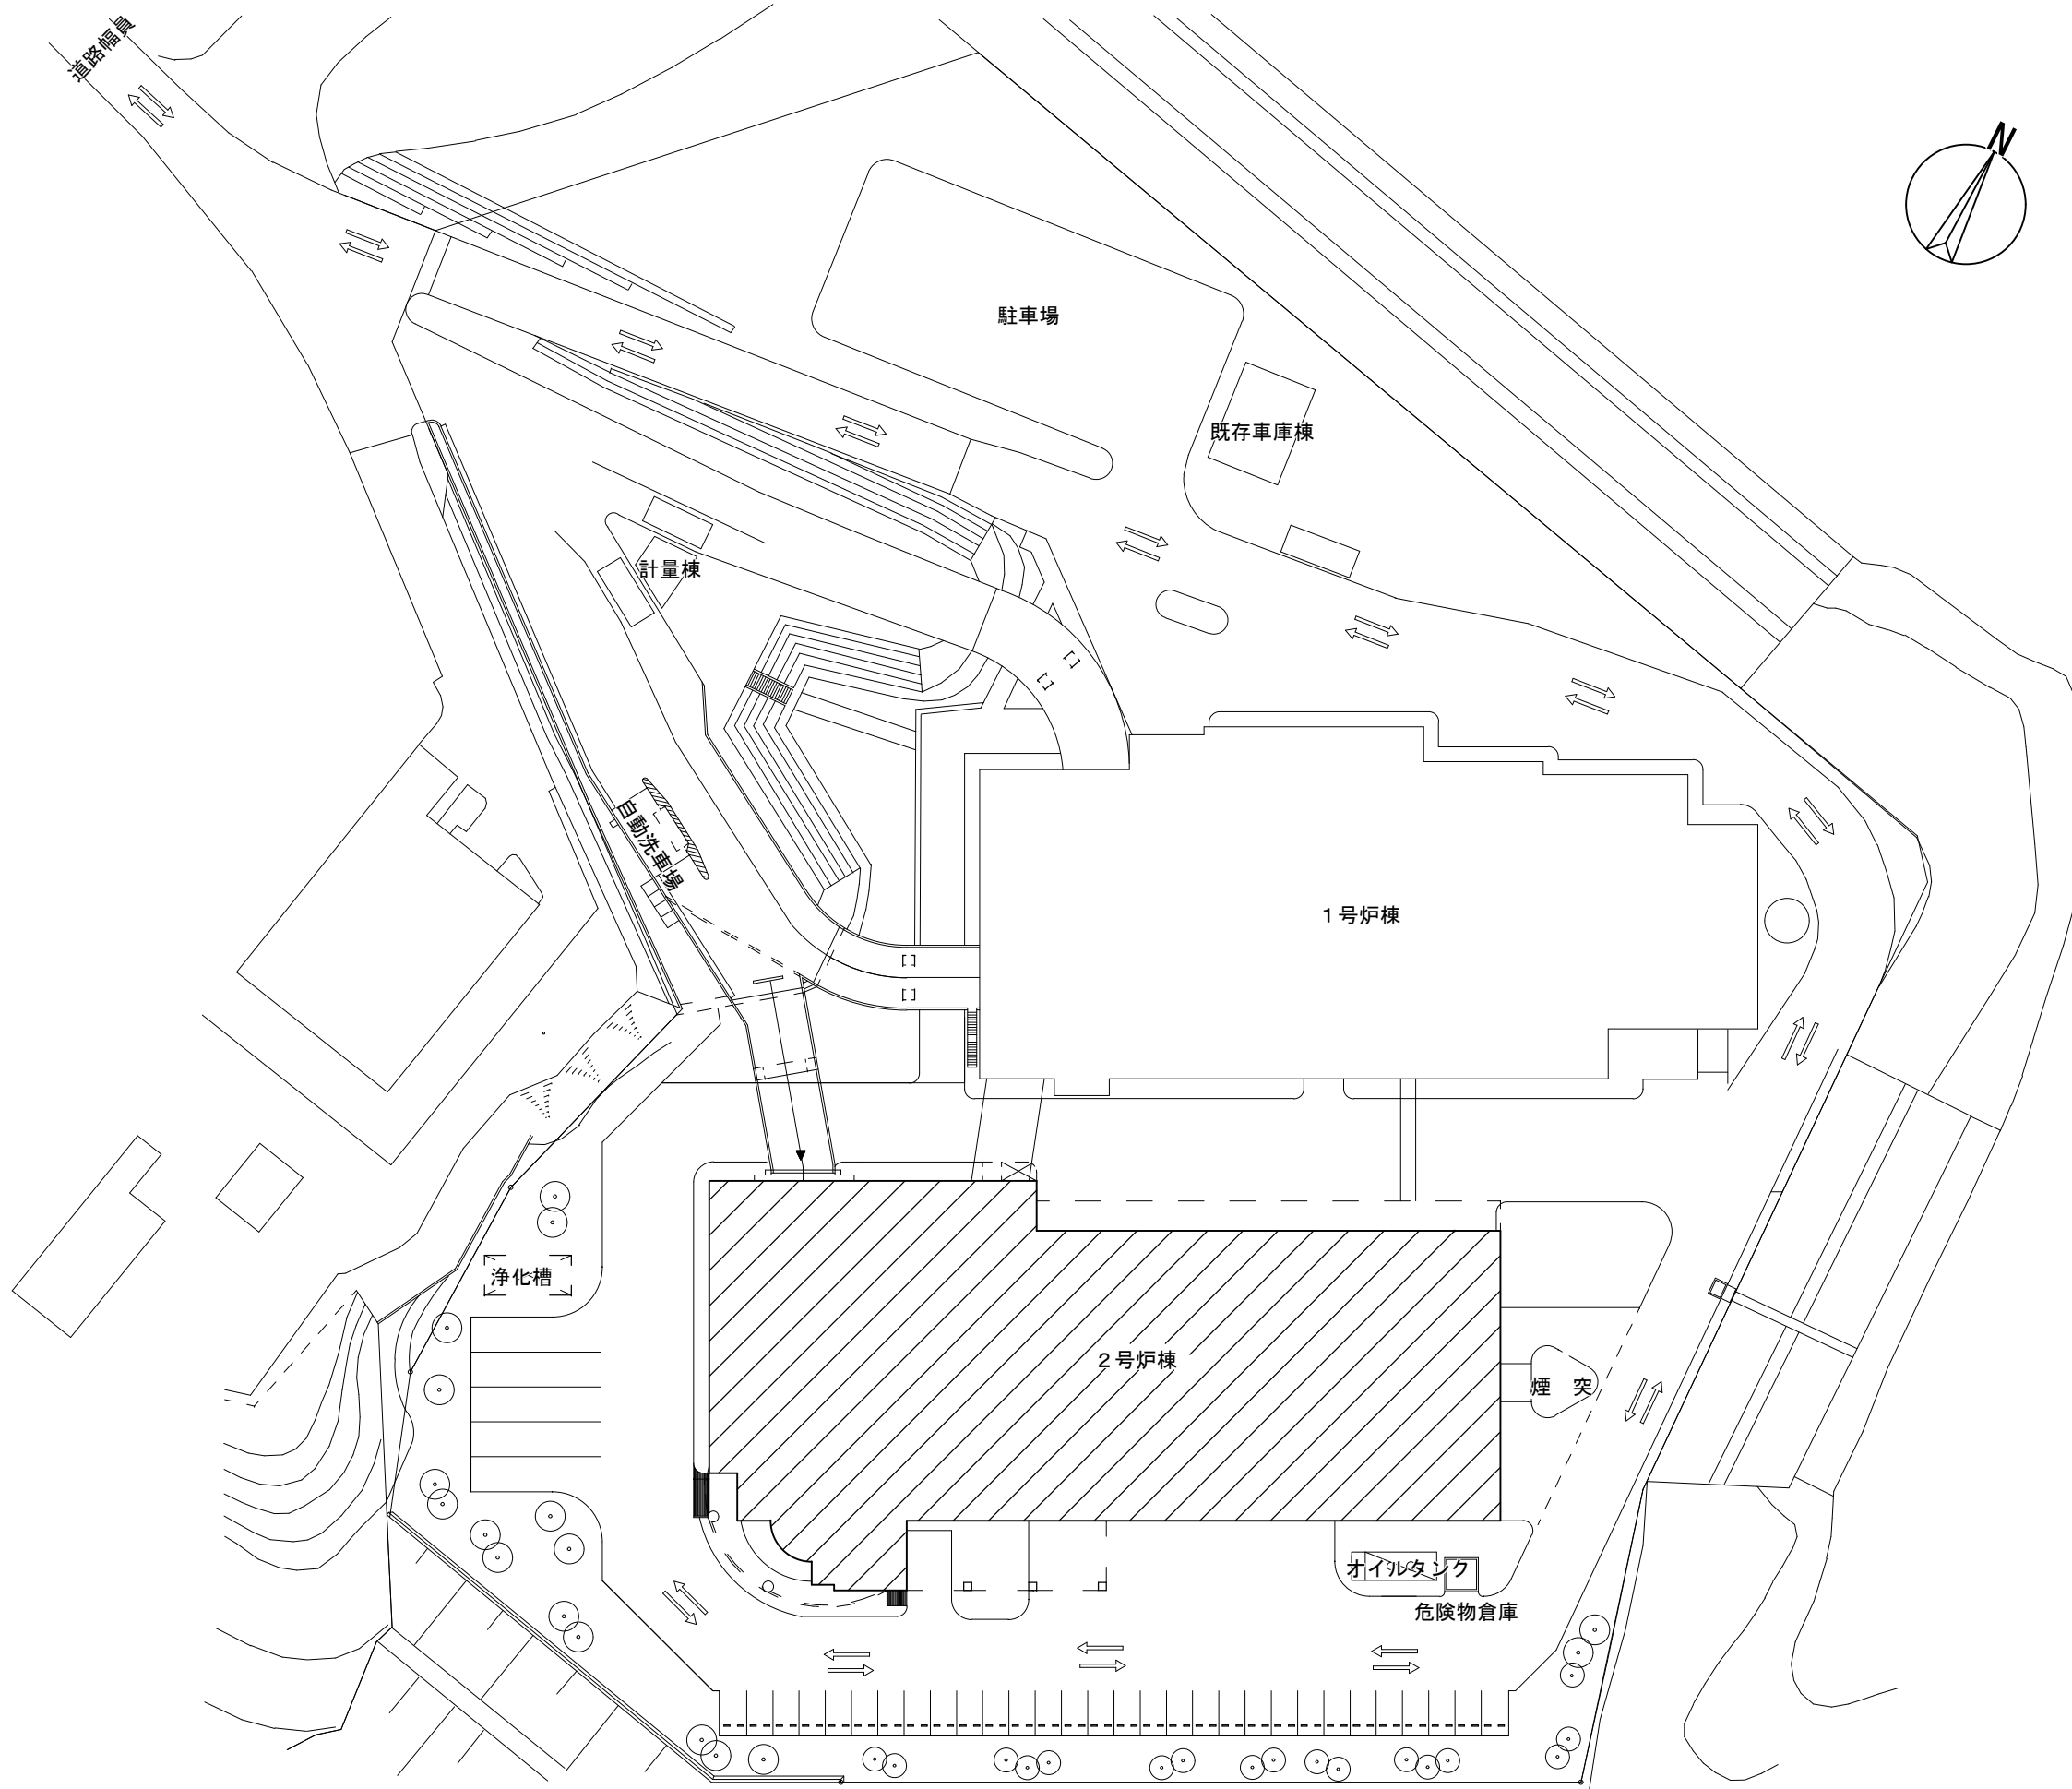 道路幅員
N
駐車場
既存車庫棟
計量棟
自動洗車場
１号炉棟
浄化槽
２号炉棟
煙　突
オイルタンク
危険物倉庫